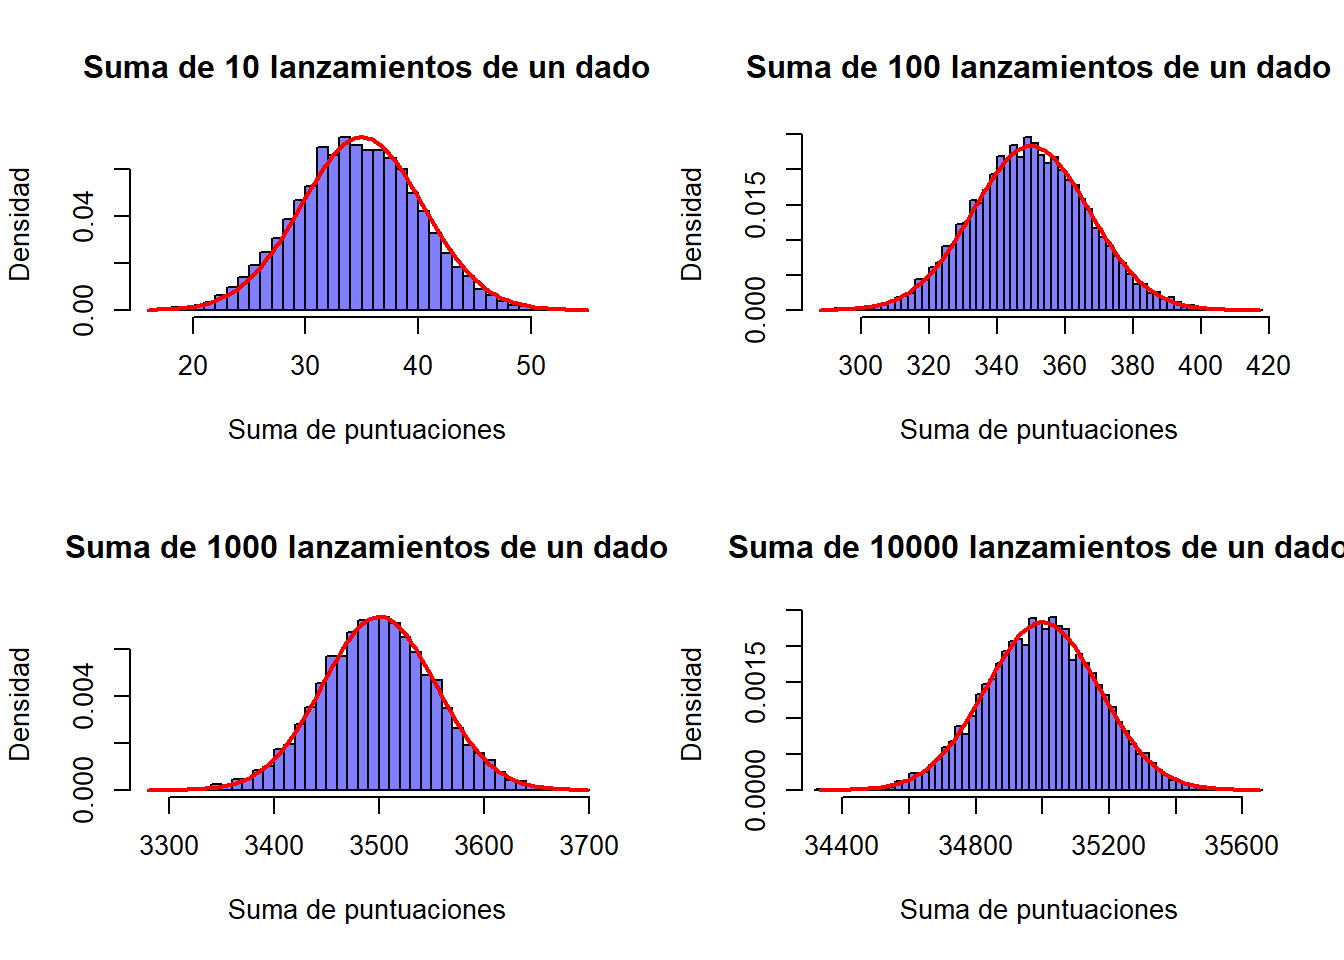 Suma de 10 lanzamientos de un dado
Densidad
0.00 0.04
20 30 40 50
Suma de puntuaciones
Suma de 100 lanzamientos de un dado
Densidad
0.000 0.015
300 320 340 360 380 400 420
Suma de puntuaciones
Suma de 1000 lanzamientos de un dado
Densidad
0.000 0.004
3300 3400 3500 3600 3700
Suma de puntuaciones
Suma de 10000 lanzamientos de un dado
Densidad
0.0000 0.0015
34400 34800 35200 35600
Suma de puntuaciones